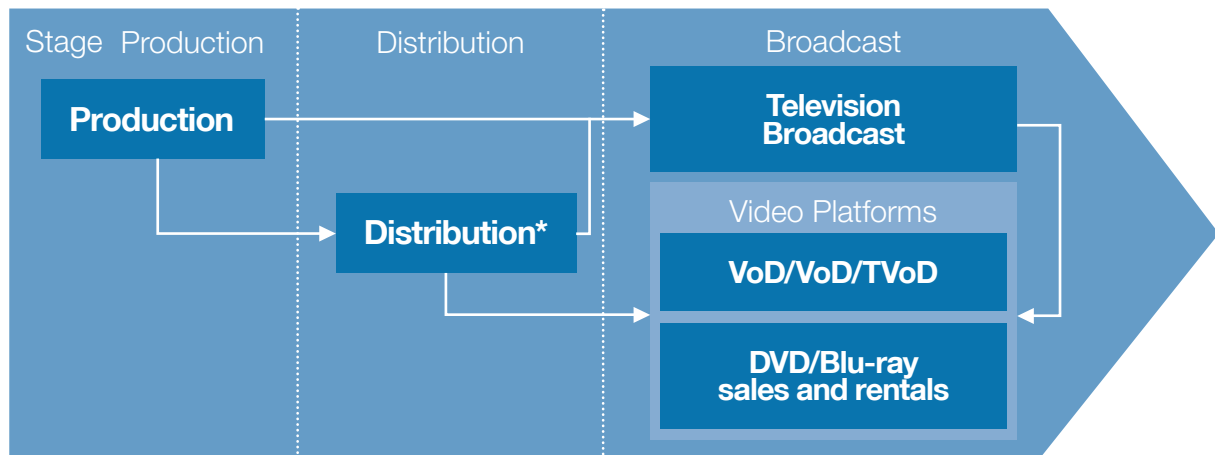 Stage Production
Distribution
Broadcast
Production
Television
Broadcast
Distribution*
Video Platforms
VoD/VoD/TVoD
DVD/Blu-ray
sales and rentals